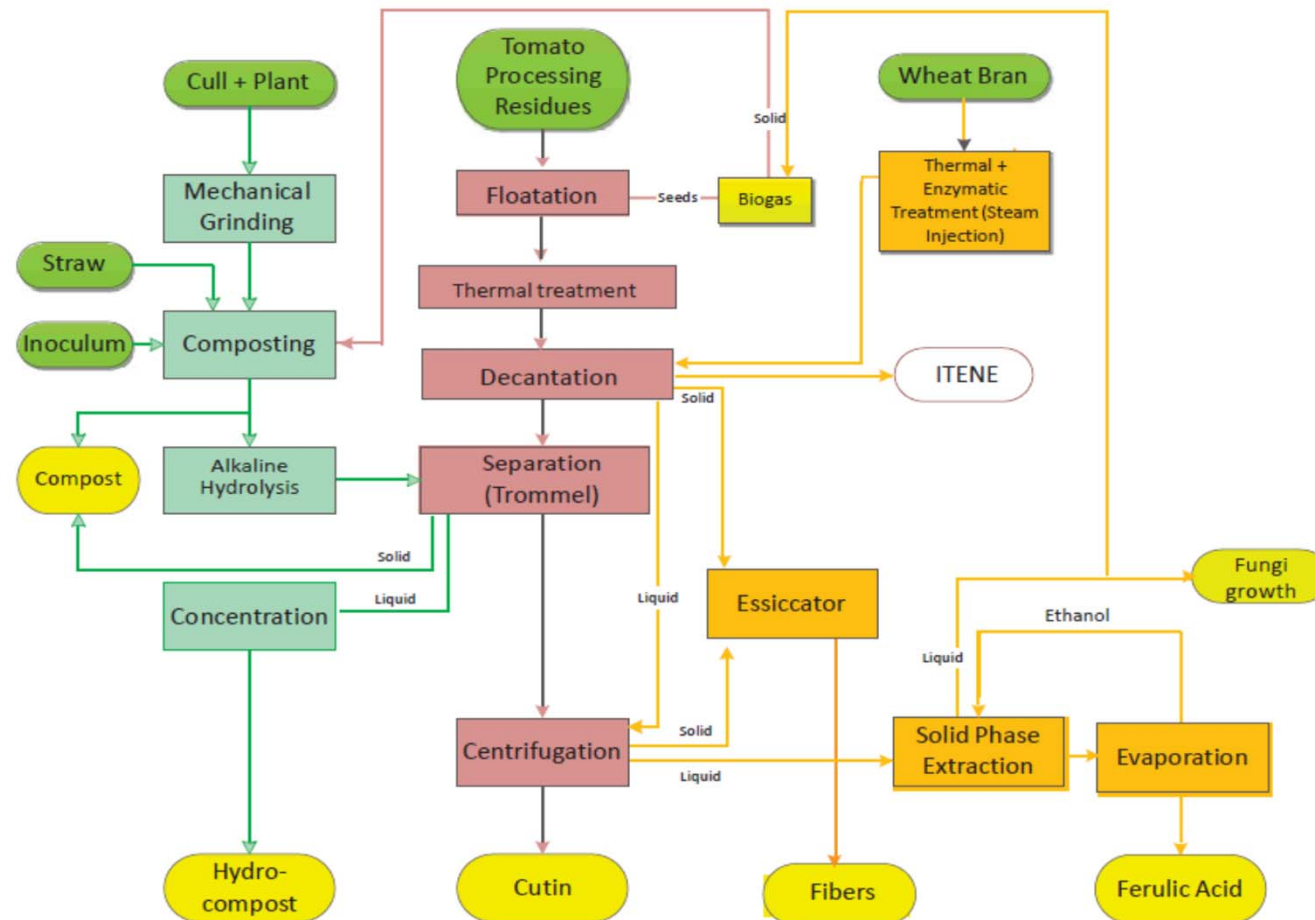 Tomato
Processing
Residues
Cull + Plant
Wheat Bran
Solid
Thermal +
Enzymatic
Treatment (Steam
Injection)
Mechanical
Grinding
Floatation
Seeds
Biogas
Straw
Thermal treatment
Inoculum
Composting
Decantation
ITENE
Solid
Compost
Alkaline
Hydrolysis
Separation
(Trommel)
Solid
Fungi
growth
Concentration
Liquid
Liquid
Essiccator
Ethanol
Liquid
Centrifugation
Solid
Liquid
Solid Phase
Extraction
Evaporation
Hydro-
compost
Cutin
Fibers
Ferulic Acid